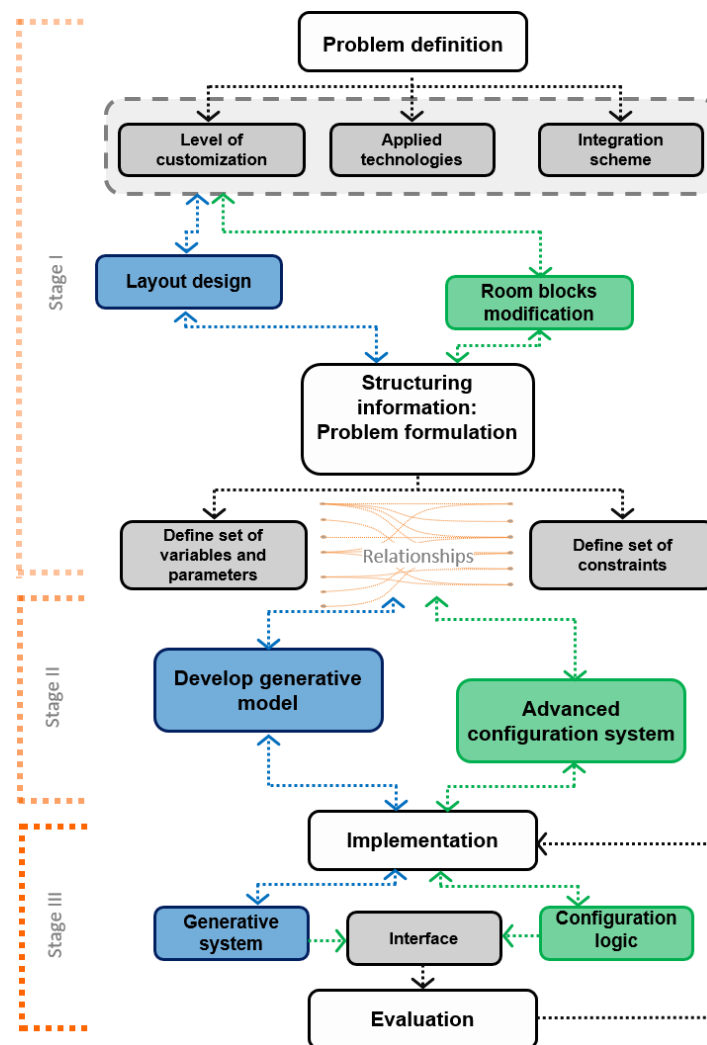 Problem definition
Level of
customization
Applied
technologies
Integration
scheme
Stage I
Layout design
Room blocks
modification
Structuring
information:
Problem formulation
Define set of
variables and
parameters
Relationships
Define set of
constraints
Stage II
Develop generative
model
Advanced
configuration system
Implementation
Stage III
Generative
system
Interface
Configuration
logic
Evaluation